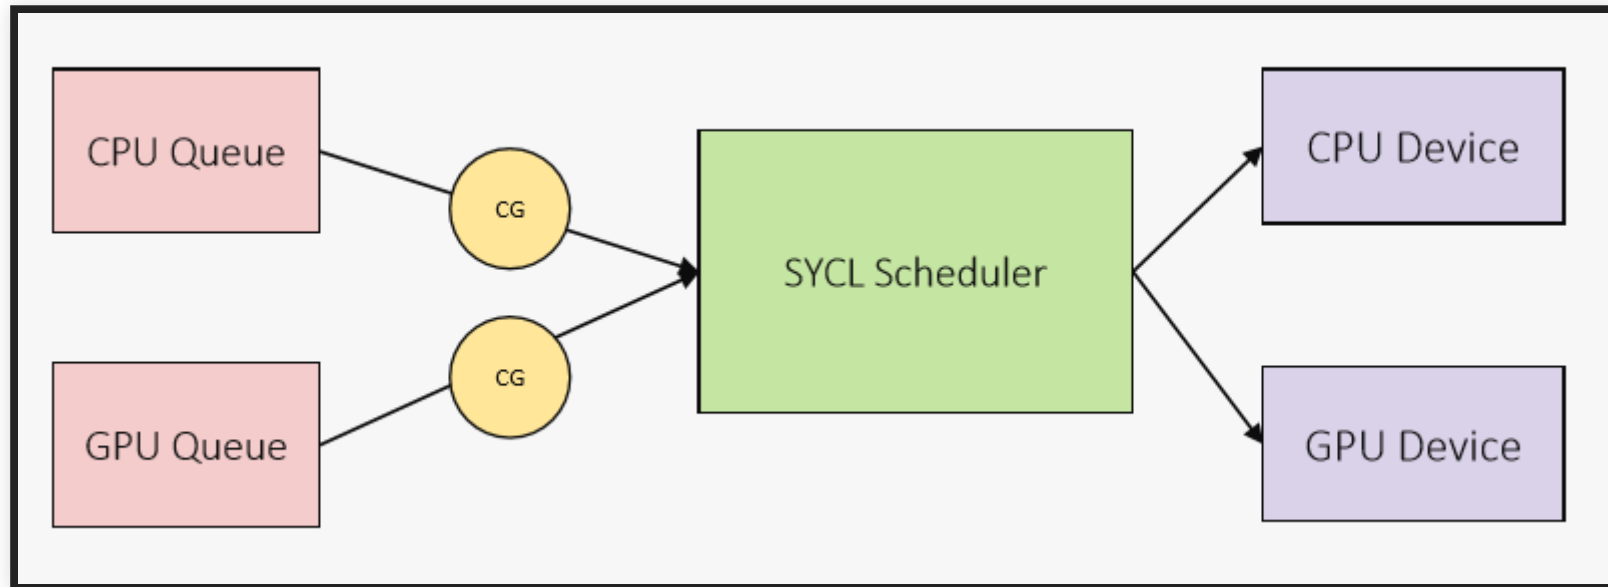 CPU Queue
CG
SYCL Scheduler
CPU Device
CG
GPU Queue
GPU Device